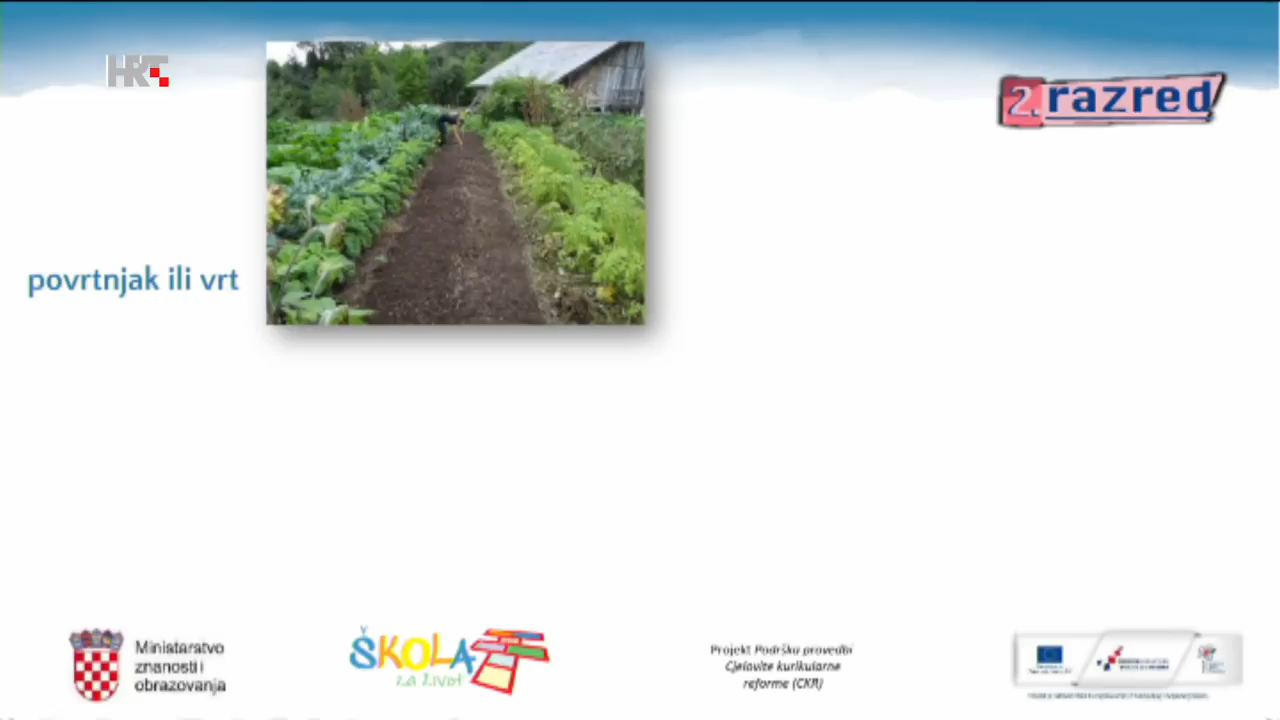 HRT
2. razred
povrtnjak ili vrt
Ministarstvo
znanosti i
obrazovanja
ŠKOLA
za život
Projekt Podrška provedbi
Cjelovite kurikularne
reforme (CKR)